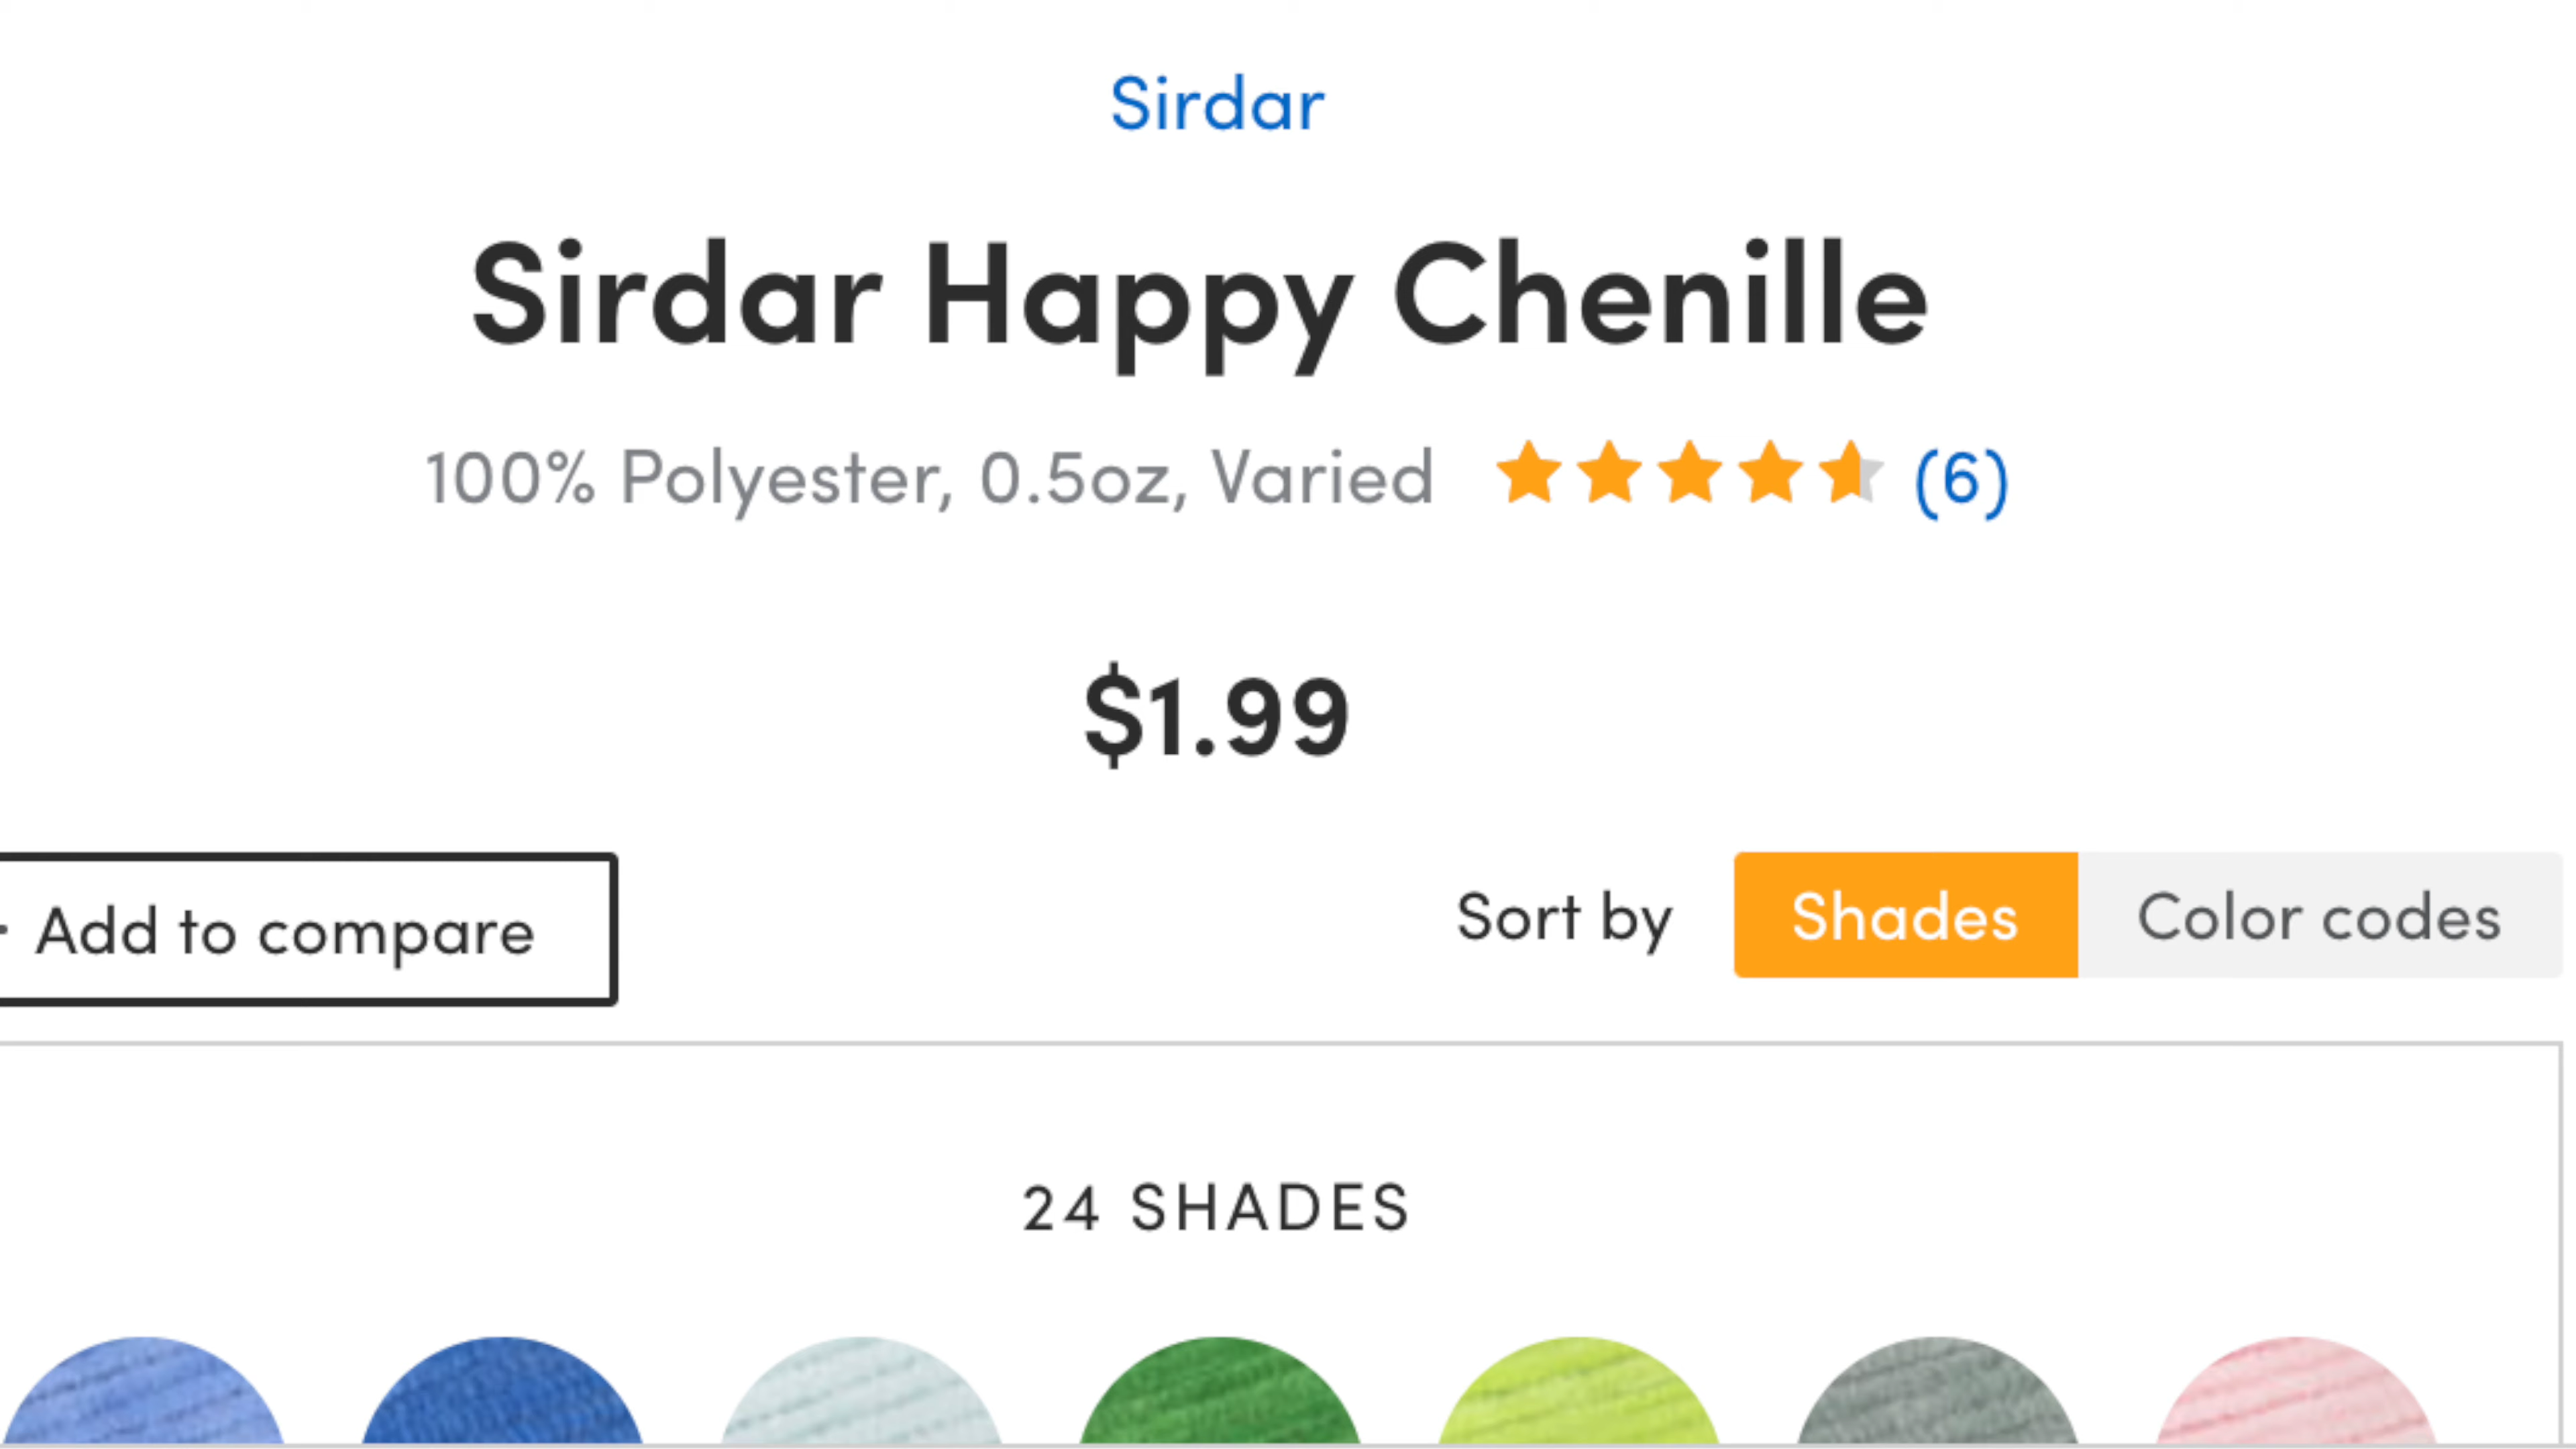 Sirdar
Sirdar Happy Chenille
100% Polyester, 0.5oz, Varied (6)
$1.99
Add to compare
Sort by Shades Color codes
24 SHADES